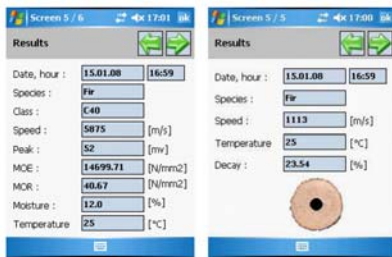 Screen 5 / 6 17:01 ok
Results
Date, hour : 15.01.08 16:59
Species : Fir
Class : C40
Speed : 5875 [m/s]
Peak : 52 [mv]
MOE : 14699.71 [N/mm2]
MOR : 40.67 [N/mm2]
Moisture : 12.0 [%]
Temperature 25 [°C]
Screen 5 / 5 17:00 ok
Results
Date, hour : 15.01.08 16:59
Species : Fir
Speed : 1113 [m/s]
Temperature 25 [°C]
Decay : 23.54 [%]